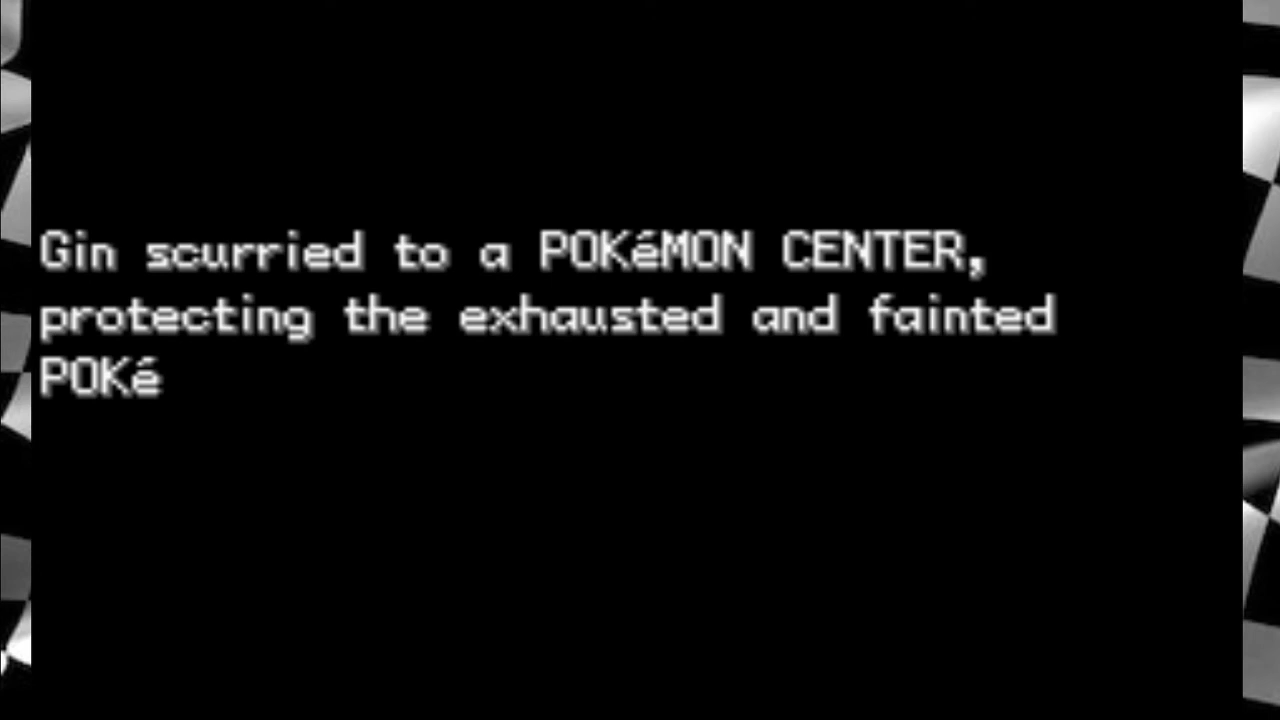 Gin scurried to a POKéMON CENTER,
protecting the exhausted and fainted
POKé